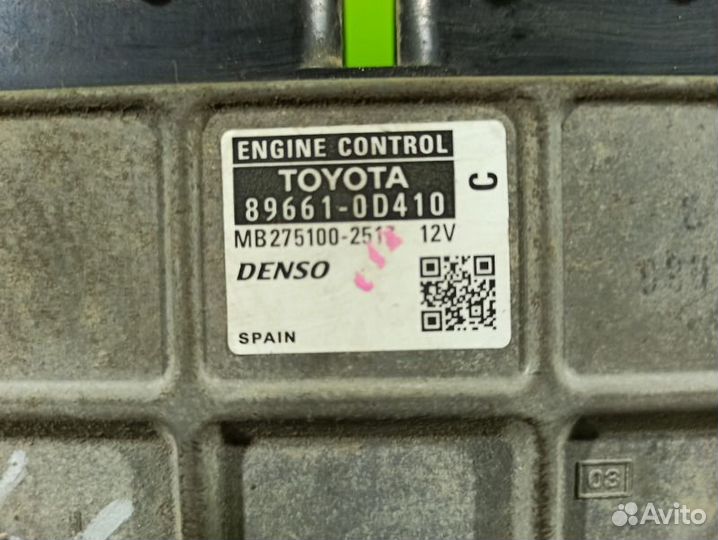 ENGINE CONTROL
TOYOTA
89661-0D410
C
12V
DENSO
SPAIN
03
Avito